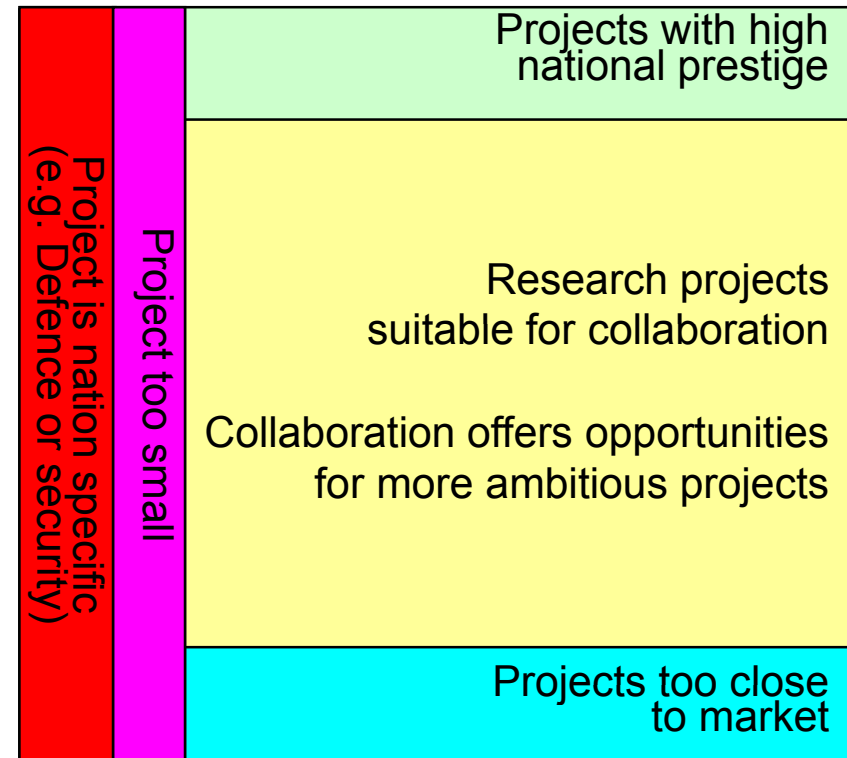 Project is nation specific
(e.g. Defence or security)
Project too small
Projects with high
national prestige
Research projects
suitable for collaboration
Collaboration offers opportunities
for more ambitious projects
Projects too close
to market